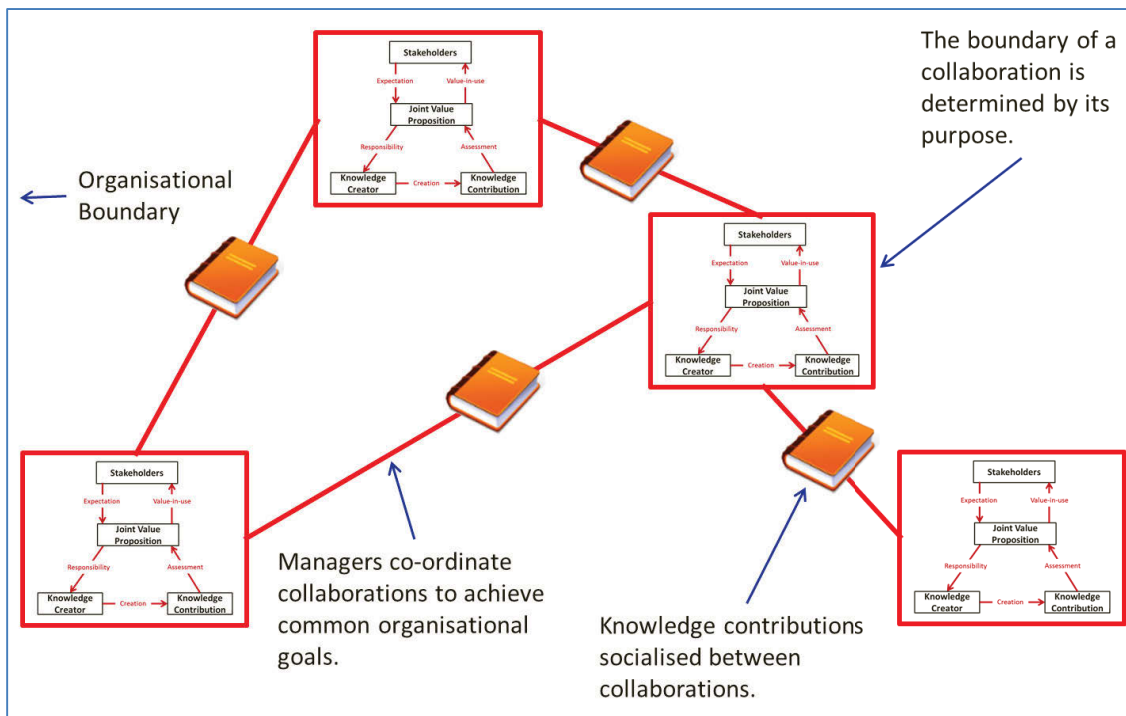 Stakeholders
Expectation
Value-in-use
Joint Value
Proposition
Responsibility
Assessment
Knowledge
Creator
Creation
Knowledge
Contribution
The boundary of a
collaboration is
determined by its
purpose.
Organisational
Boundary
Stakeholders
Expectation
Value-in-use
Joint Value
Proposition
Responsibility
Assessment
Knowledge
Creator
Creation
Knowledge
Contribution
Stakeholders
Expectation
Value-in-use
Joint Value
Proposition
Responsibility
Assessment
Knowledge
Creator
Creation
Knowledge
Contribution
Stakeholders
Expectation
Value-in-use
Joint Value
Proposition
Responsibility
Assessment
Knowledge
Creator
Creation
Knowledge
Contribution
Managers co-ordinate
collaborations to achieve
common organisational
goals.
Knowledge contributions
socialised between
collaborations.